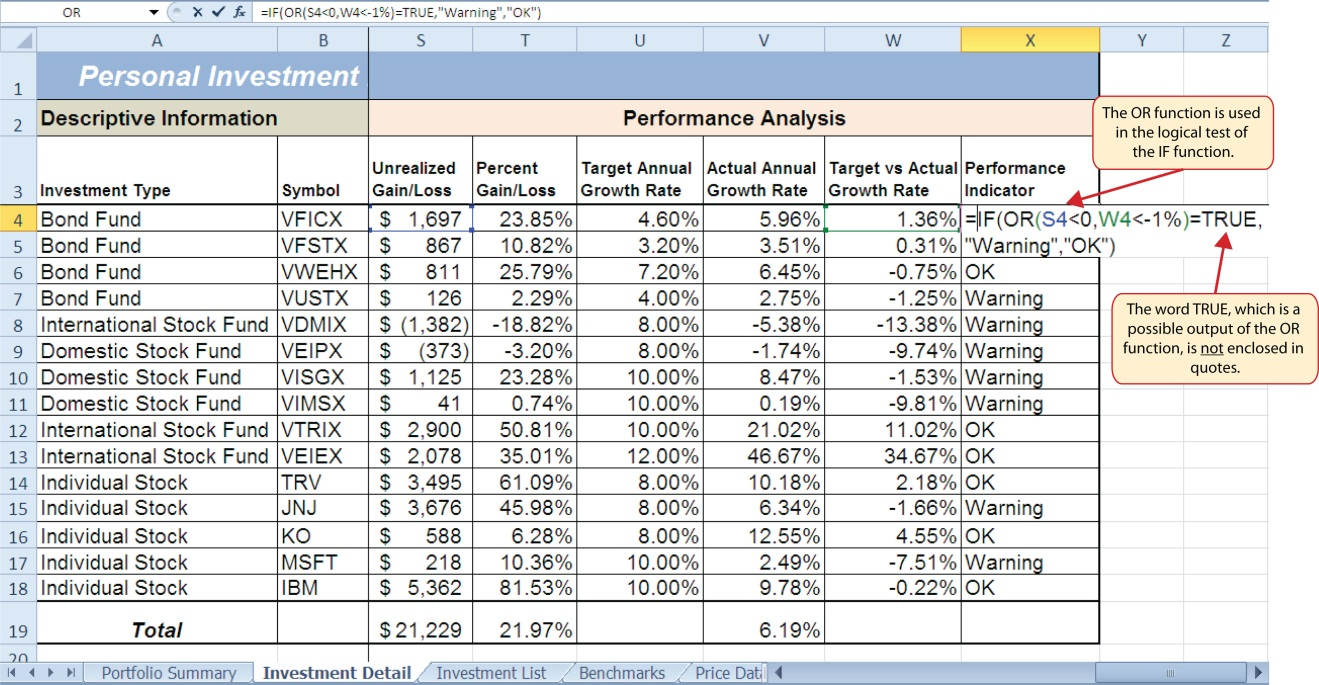 OR =IF(OR(S4<0,W4<-1%)=TRUE,"Warning","OK")
A B S T U V W X Y Z
1 Personal Investment
2 Descriptive Information Performance Analysis
The OR function is used
in the logical test of
the IF function.
Unrealized Percent Target Annual Actual Annual Target vs Actual Performance
3 Investment Type Symbol Gain/Loss Gain/Loss Growth Rate Growth Rate Growth Rate Indicator
4 Bond Fund VFICX $ 1,697 23.85% 4.60% 5.96% 1.36% =IF(OR(S4<0,W4<-1%)=TRUE,
5 Bond Fund VFSTX $ 867 10.82% 3.20% 3.51% 0.31% "Warning","OK")
6 Bond Fund VWEHX $ 811 25.79% 7.20% 6.45% -0.75% OK
7 Bond Fund VUSTX $ 126 2.29% 4.00% 2.75% -1.25% Warning
8 International Stock Fund VDMIX $ (1,382) -18.82% 8.00% -5.38% -13.38% Warning
9 Domestic Stock Fund VEIPX $ (373) -3.20% 8.00% -1.74% -9.74% Warning
10 Domestic Stock Fund VISGX $ 1,125 23.28% 10.00% 8.47% -1.53% Warning
11 Domestic Stock Fund VIMSX $ 41 0.74% 10.00% 0.19% -9.81% Warning
12 International Stock Fund VTRIX $ 2,900 50.81% 10.00% 21.02% 11.02% OK
13 International Stock Fund VEIEX $ 2,078 35.01% 12.00% 46.67% 34.67% OK
14 Individual Stock TRV $ 3,495 61.09% 8.00% 10.18% 2.18% OK
15 Individual Stock JNJ $ 3,676 45.98% 8.00% 6.34% -1.66% Warning
16 Individual Stock KO $ 588 6.28% 8.00% 12.55% 4.55% OK
17 Individual Stock MSFT $ 218 10.36% 10.00% 2.49% -7.51% Warning
18 Individual Stock IBM $ 5,362 81.53% 10.00% 9.78% -0.22% OK
The word TRUE, which is a
possible output of the OR
function, is not enclosed in
quotes.
19 Total $ 21,229 21.97% 6.19%
20
Portfolio Summary Investment Detail Investment List Benchmarks Price Data